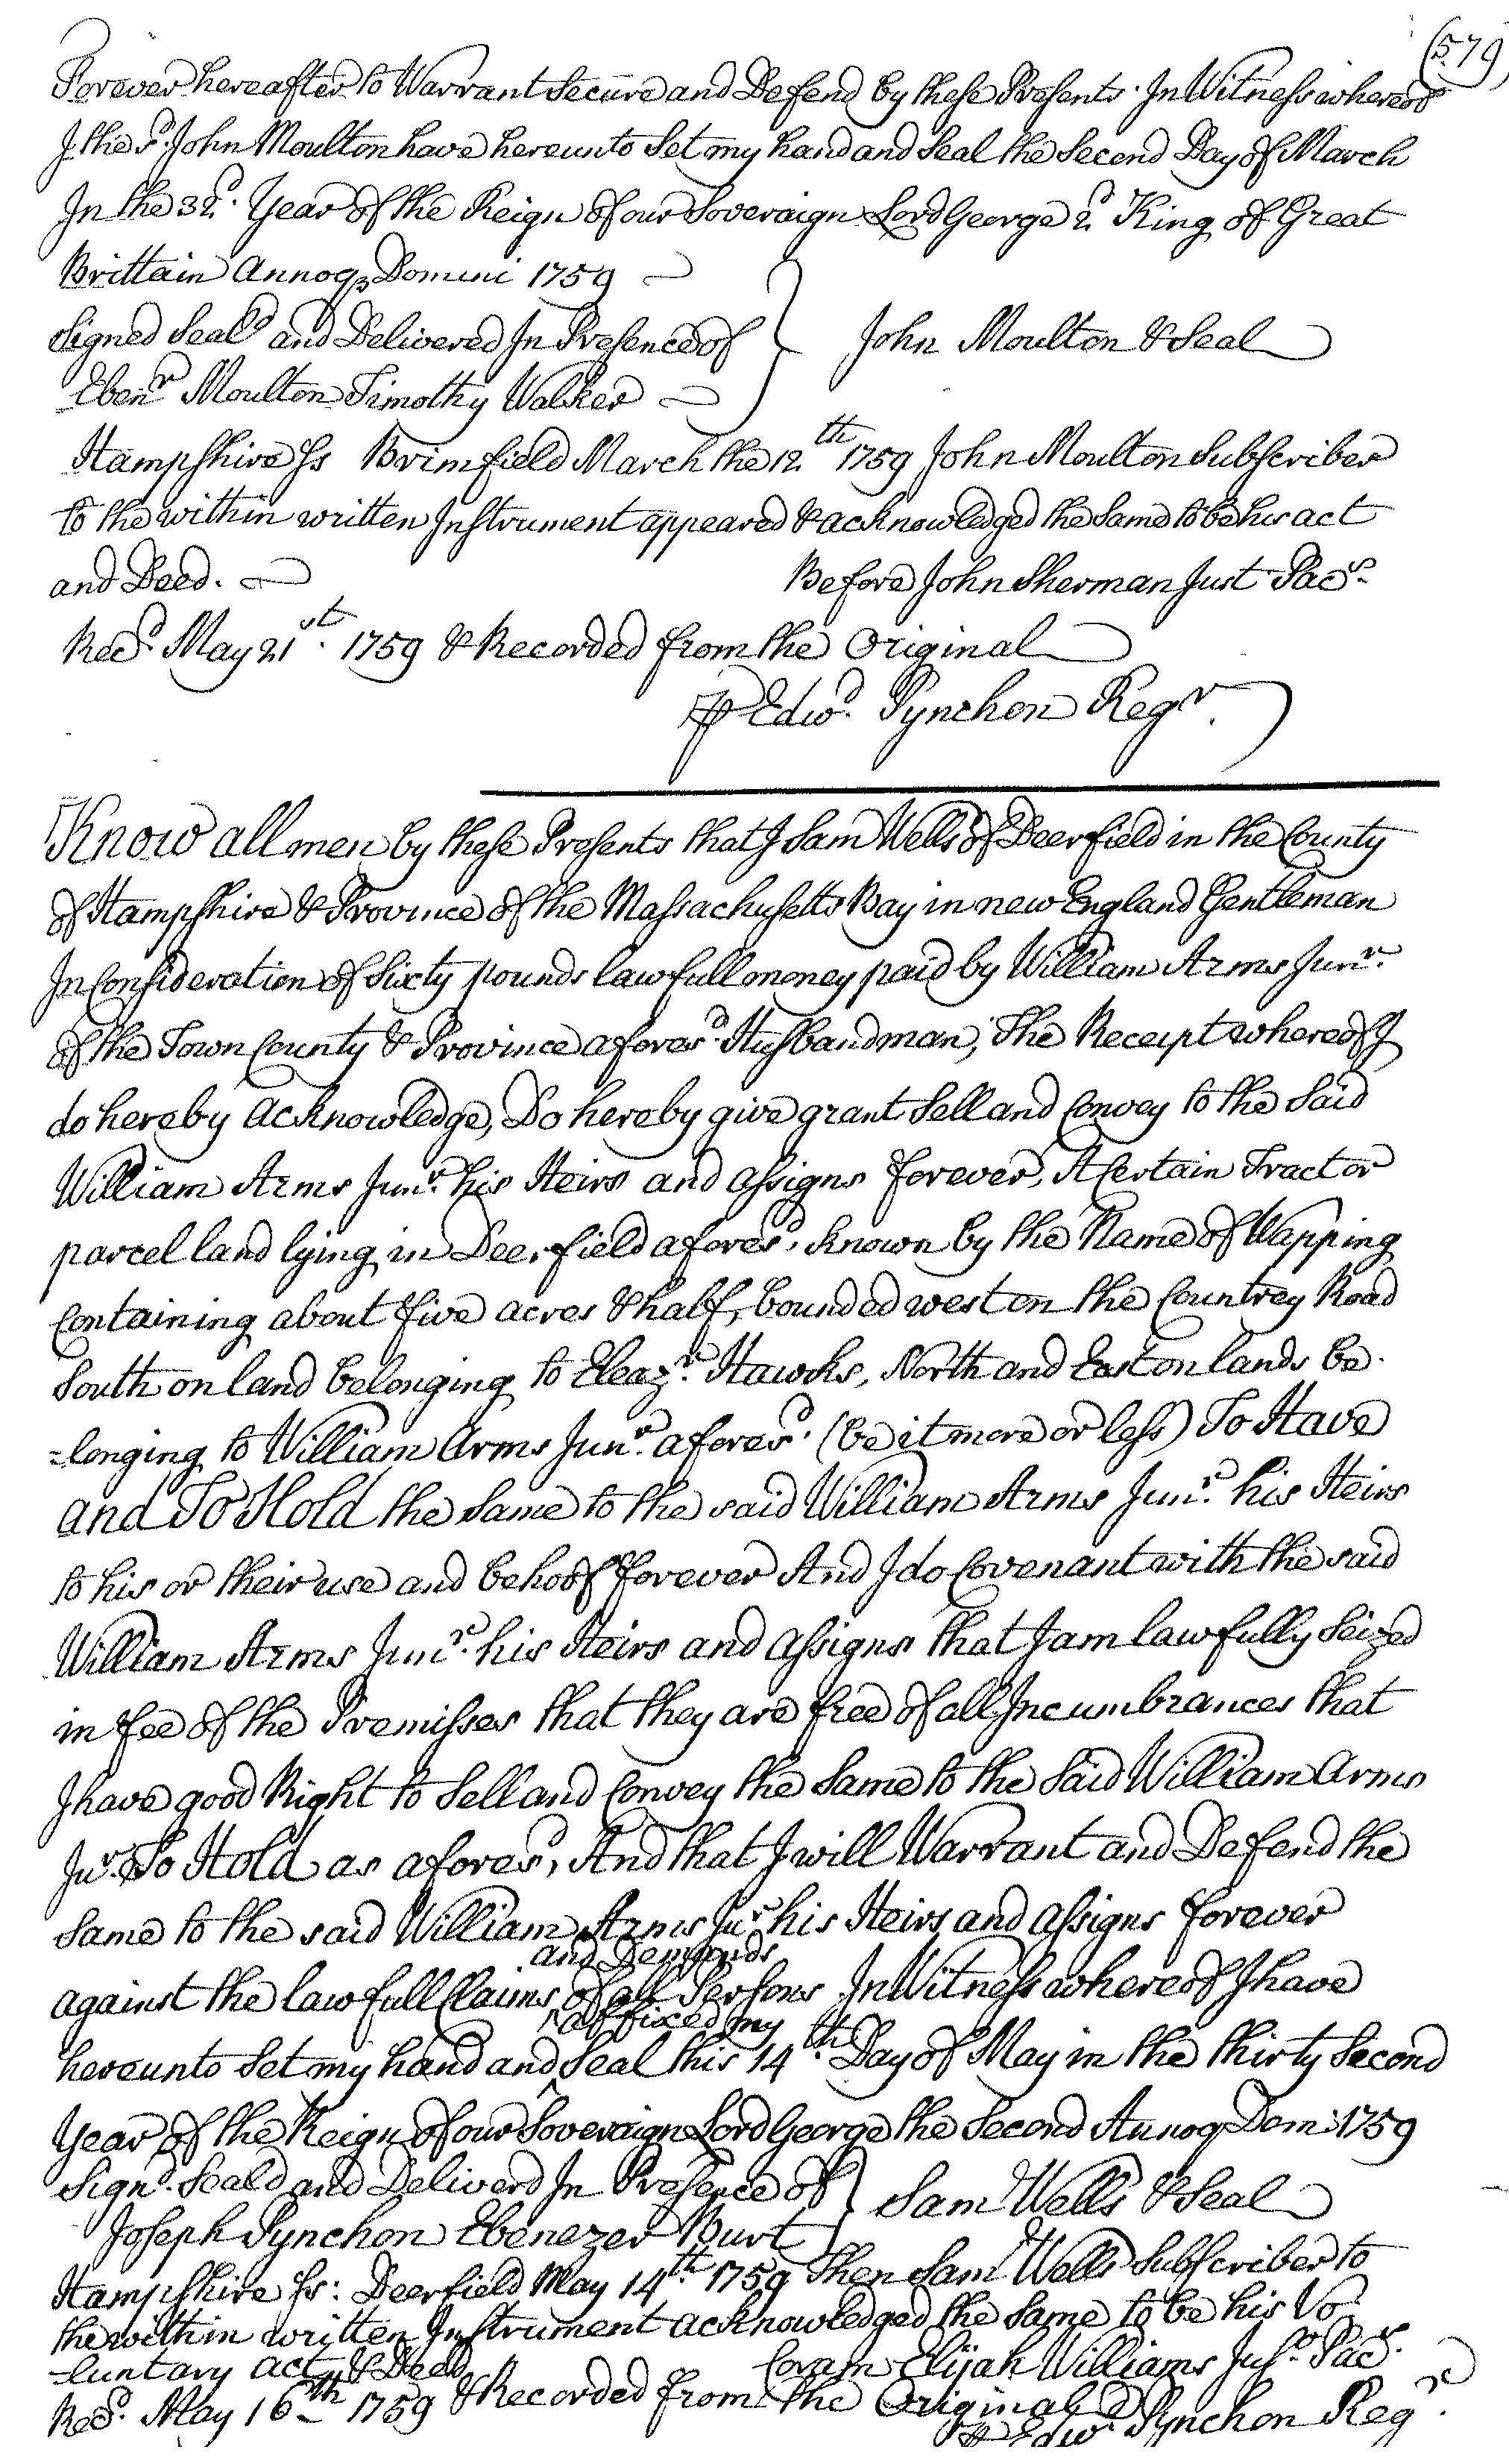 (579)
Forever hereafter to Warrant Secure and Defend by these Presents. In Witness whereof
I the sd. John Moulton have hereunto Set my hand and Seal the Second Day of March
In the 32d. Year of the Reign of our Soveraign Lord George 2d King of Great
Brittain Annoq Domini 1759
Signed Seald and Delivered In Presence of } John Moulton & Seal
Ebenr Moulton Timothy Walker
Hampshire Ss Brimfield March the 12th 1759 John Moulton Subscriber
to the within written Instrument appeared & acknowledged the Same to be his act
and Deed. Before John Sherman Just Pacs.
Recd. May 21st. 1759 & Recorded from the Original
P Edwd. Pynchon Regr.
Know all men by these Presents that I Sam Wells of Deerfield in the County
of Hampshire & Province of the Massachusetts Bay in new England Gentleman
In Consideration of Sixty pounds lawfull money paid by William Arms Junr.
of the Town County & Province aforesd. Husbandman, The Receipt whereof I
do hereby acknowledge, Do hereby give grant Sell and Convey to the Said
William Arms Junr. his Heirs and assigns forever, A Certain Tract or
parcel land lying in Deerfield aforesd. known by the Name of Wapping
Containing about five acres & half, bounded west on the Countrey Road
South on land belonging to Eleazr. Hawks, North and East on lands be-
=longing to William Arms Junr. aforesd. (be it more or less) To Have
and To Hold the Same to the said William Arms Junr. his Heirs
to his or their use and behoof forever And I do Covenant with the said
William Arms Junr. his Heirs and assigns that I am lawfully Seized
in fee of the Premisses that they are free of all Incumbrances that
I have good Right to Sell and Convey the Same to the Said William Arms
Jur. To Hold as aforesd, And that I will Warrant and Defend the
Same to the said William Arms Jur his Heirs and assigns forever
and Demands
against the lawfull Claims of all Persons In Witness whereof I have
affixed my
hereunto Set my hand and Seal this 14th. Day of May in the thirty Second
Year of the Reign of our Soveraign Lord George the Second Annoq Dom: 1759
Signd. Seald and Deliverd In Presence of } Sam Wells & Seal
Joseph Pynchon Ebenezer Burt
Hampshire Ss: Deerfield May 14th. 1759 Then Sam Wells Subscriber to
the within written Instrument acknowledged the Same to be his Vo-
-luntary act & Deed Coram Elijah Williams Juso. Pacs.
Recd. May 16th 1759 & Recorded from the Original
P Edwd. Pynchon Regr.